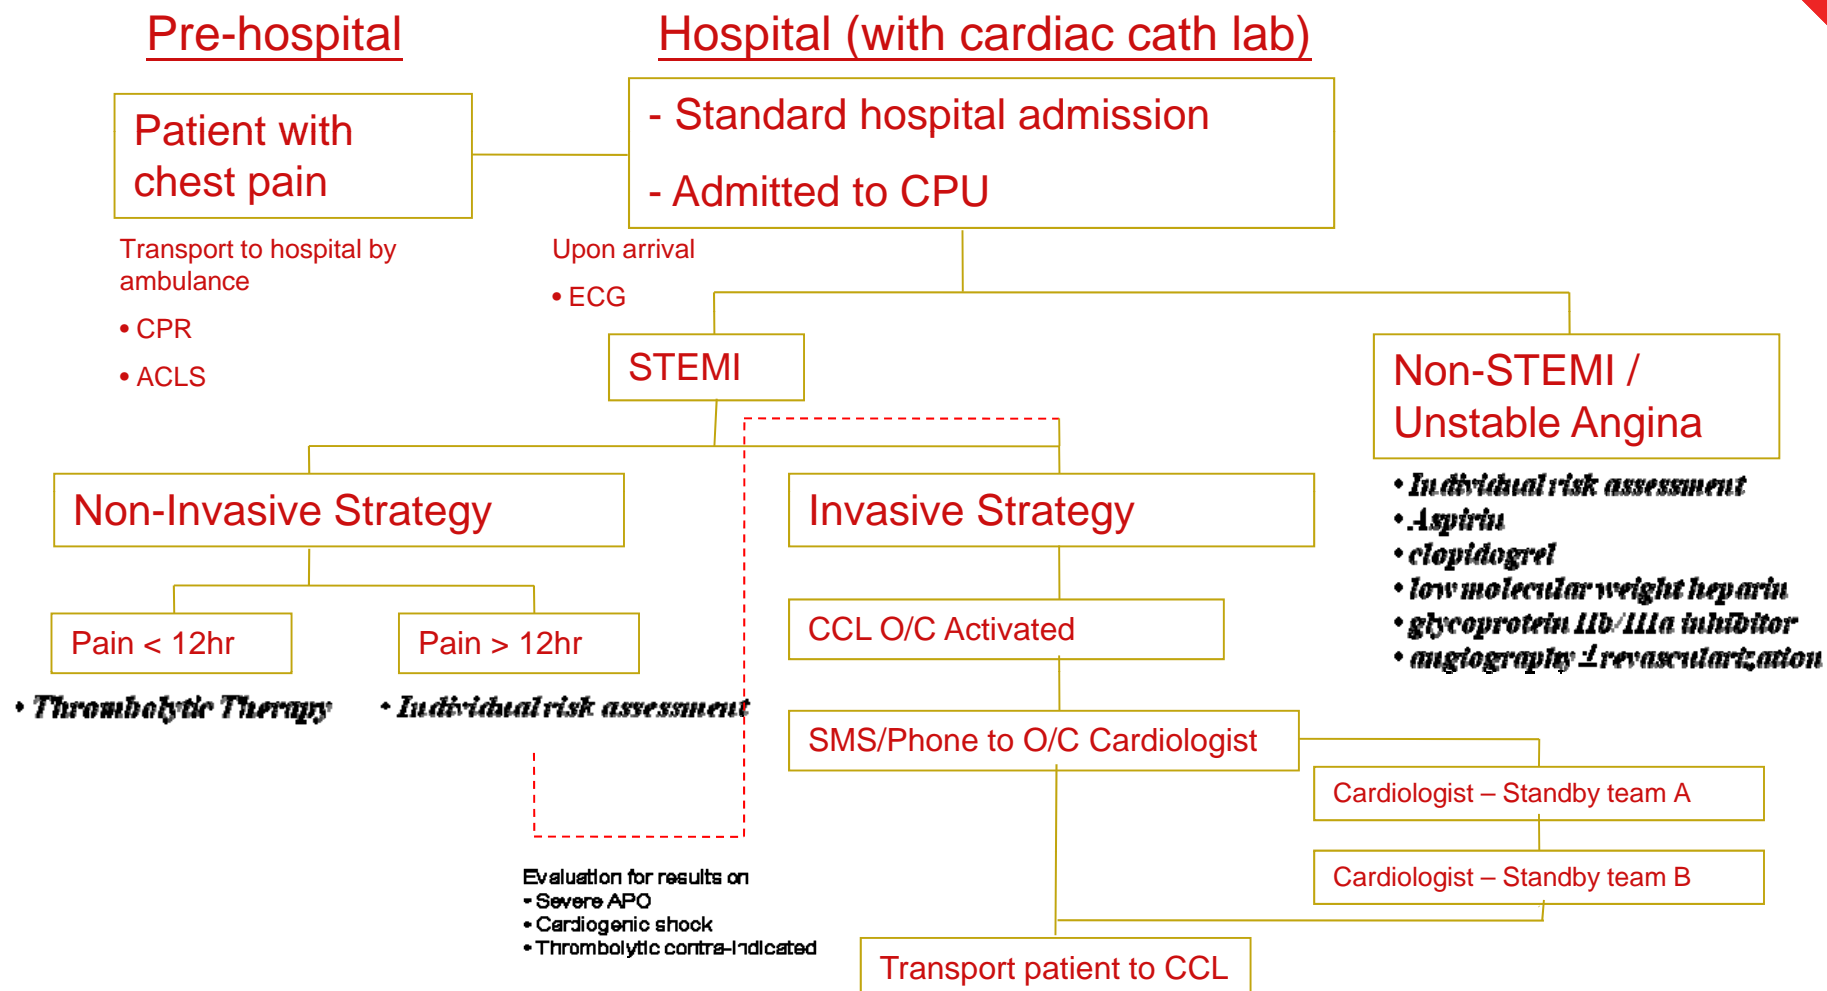 Pre-hospital
Hospital (with cardiac cath lab)
Patient with
chest pain
- Standard hospital admission
- Admitted to CPU
Transport to hospital by
ambulance
• CPR
• ACLS
Upon arrival
• ECG
STEMI
Non-STEMI /
Unstable Angina
• Individual risk assessment
• Aspirin
• clopidogrel
• low molecular weight heparin
• glycoprotein IIb/IIIa inhibitor
• angiography ± revascularization
Non-Invasive Strategy
Invasive Strategy
Pain < 12hr
Pain > 12hr
• Thrombolytic Therapy
• Individual risk assessment
CCL O/C Activated
SMS/Phone to O/C Cardiologist
Cardiologist – Standby team A
Cardiologist – Standby team B
Evaluation for results on
• Severe APO
• Cardiogenic shock
• Thrombolytic contra-indicated
Transport patient to CCL